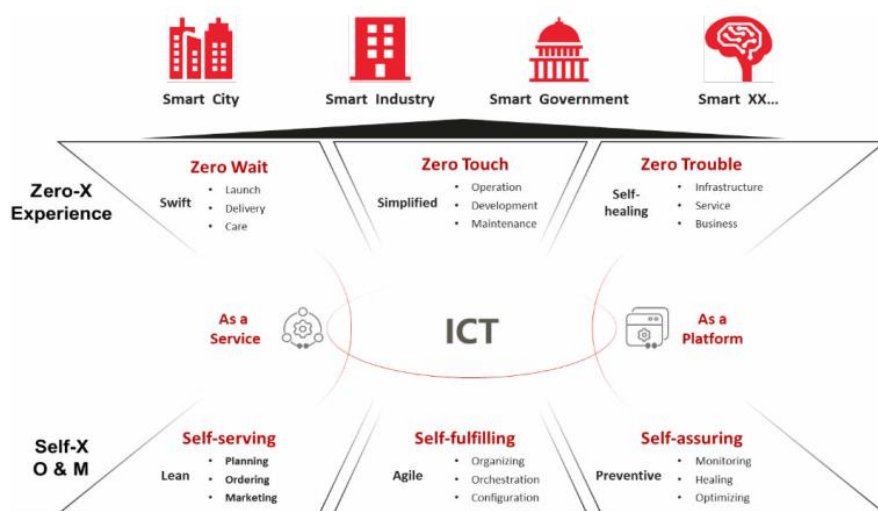 Smart City
Smart Industry
Smart Government
Smart XX...
Zero-X
Experience
Zero Wait
Swift
• Launch
• Delivery
• Care
Zero Touch
Simplified
• Operation
• Development
• Maintenance
Zero Trouble
Self-
healing
• Infrastructure
• Service
• Business
As a
Service
ICT
As a
Platform
Self-X
O & M
Self-serving
Lean
• Planning
• Ordering
• Marketing
Self-fulfilling
Agile
• Organizing
• Orchestration
• Configuration
Self-assuring
Preventive
• Monitoring
• Healing
• Optimizing